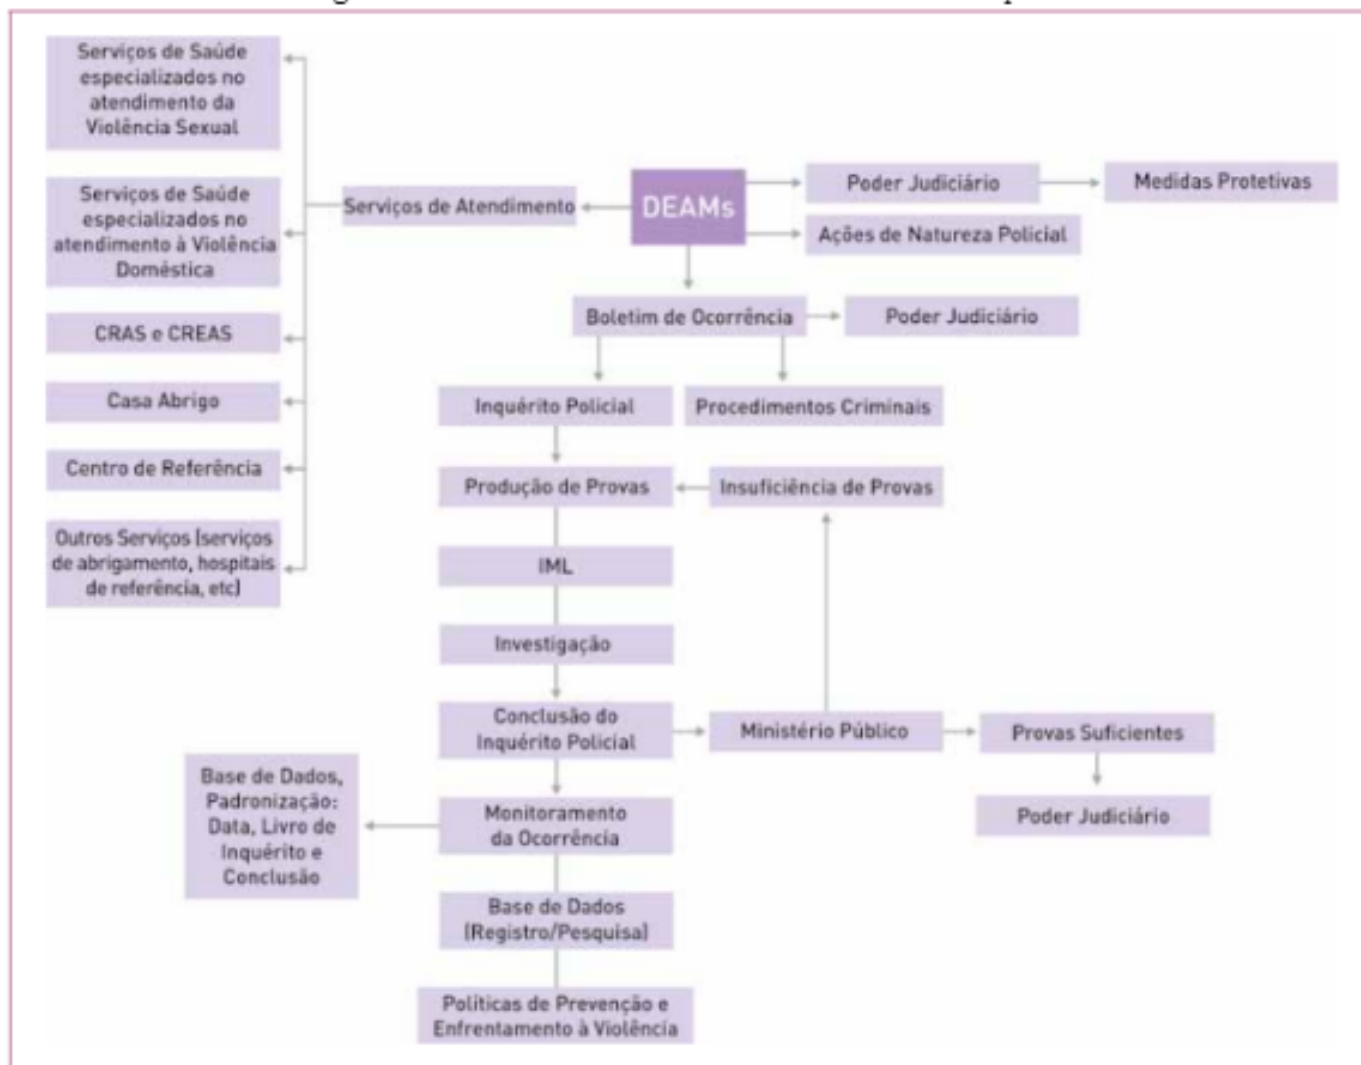 Serviços de Saúde
especializados no
atendimento da
Violência Sexual
Serviços de Saúde
especializados no
atendimento à Violência
Doméstica
CRAS e CREAS
Casa Abrigo
Centro de Referência
Outros Serviços (serviços
de abrigamento, hospitais
de referência, etc)
Serviços de Atendimento
DEAMs
Poder Judiciário
Medidas Protetivas
Ações de Natureza Policial
Boletim de Ocorrência
Poder Judiciário
Inquérito Policial
Procedimentos Criminais
Produção de Provas
Insuficiência de Provas
IML
Investigação
Conclusão do
Inquérito Policial
Ministério Público
Provas Suficientes
Poder Judiciário
Base de Dados,
Padronização:
Data, Livro de
Inquérito e
Conclusão
Monitoramento
da Ocorrência
Base de Dados
(Registro/Pesquisa)
Políticas de Prevenção e
Enfrentamento à Violência